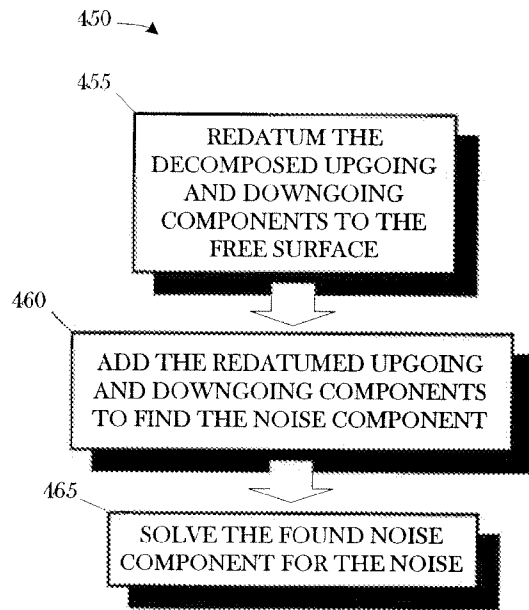 450
455
REDATUM THE
DECOMPOSED UPGOING
AND DOWNGOING
COMPONENTS TO THE
FREE SURFACE
460
ADD THE REDATUMED UPGOING
AND DOWNGOING COMPONENTS
TO FIND THE NOISE COMPONENT
465
SOLVE THE FOUND NOISE
COMPONENT FOR THE NOISE